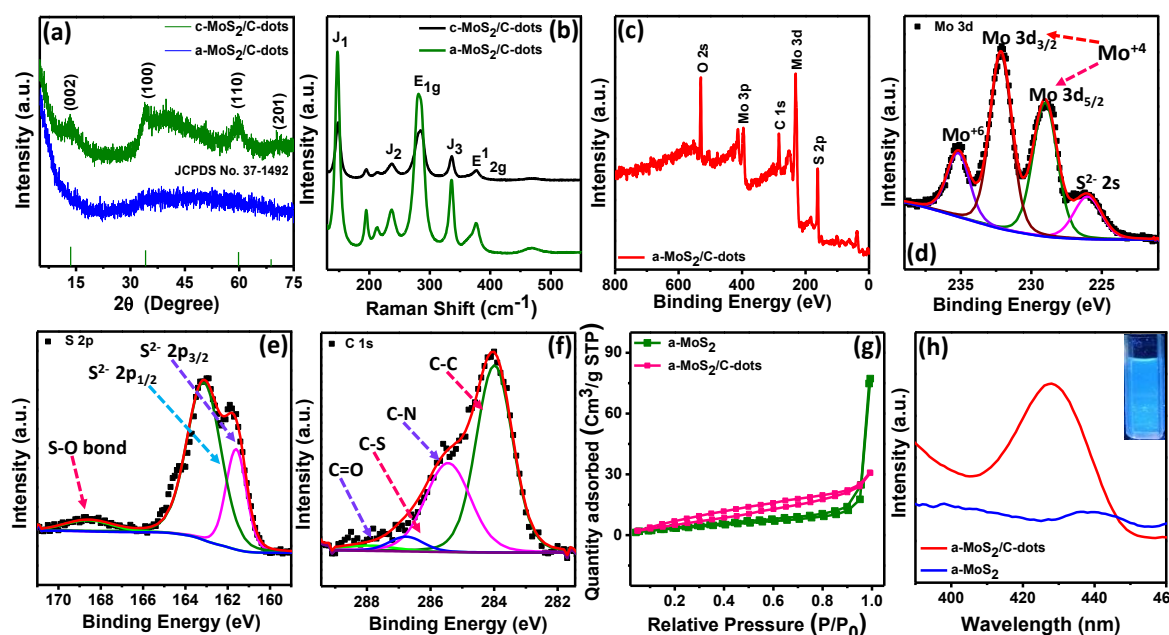 (a)
c-MoS2/C-dots
a-MoS2/C-dots
(002)
(100)
(110)
(201)
JCPDS No. 37-1492
Intensity (a.u.)
15
30
45
60
75
2θ (Degree)
(b)
c-MoS2/C-dots
a-MoS2/C-dots
J1
E1g
J2
J3
E12g
Intensity (a.u.)
200
300
400
500
Raman Shift (cm-1)
(c)
O 2s
Mo 3p
C 1s
Mo 3d
S 2p
a-MoS2/C-dots
Intensity (a.u.)
800
600
400
200
0
Binding Energy (eV)
Mo 3d
Mo 3d3/2
Mo+4
Mo 3d5/2
Mo+6
S2- 2s
(d)
Intensity (a.u.)
235
230
225
Binding Energy (eV)
S 2p
(e)
S2- 2p3/2
S2- 2p1/2
S-O bond
Intensity (a.u.)
170
168
166
164
162
160
Binding Energy (eV)
C 1s
(f)
C-C
C-N
C-S
C=O
Intensity (a.u.)
288
286
284
282
Binding Energy (eV)
a-MoS2
a-MoS2/C-dots
(g)
Quantity adsorbed (Cm3/g STP)
90
60
30
0
0.2
0.4
0.6
0.8
1.0
Relative Pressure (P/P0)
(h)
a-MoS2/C-dots
a-MoS2
Intensity (a.u.)
400
420
440
460
Wavelength (nm)